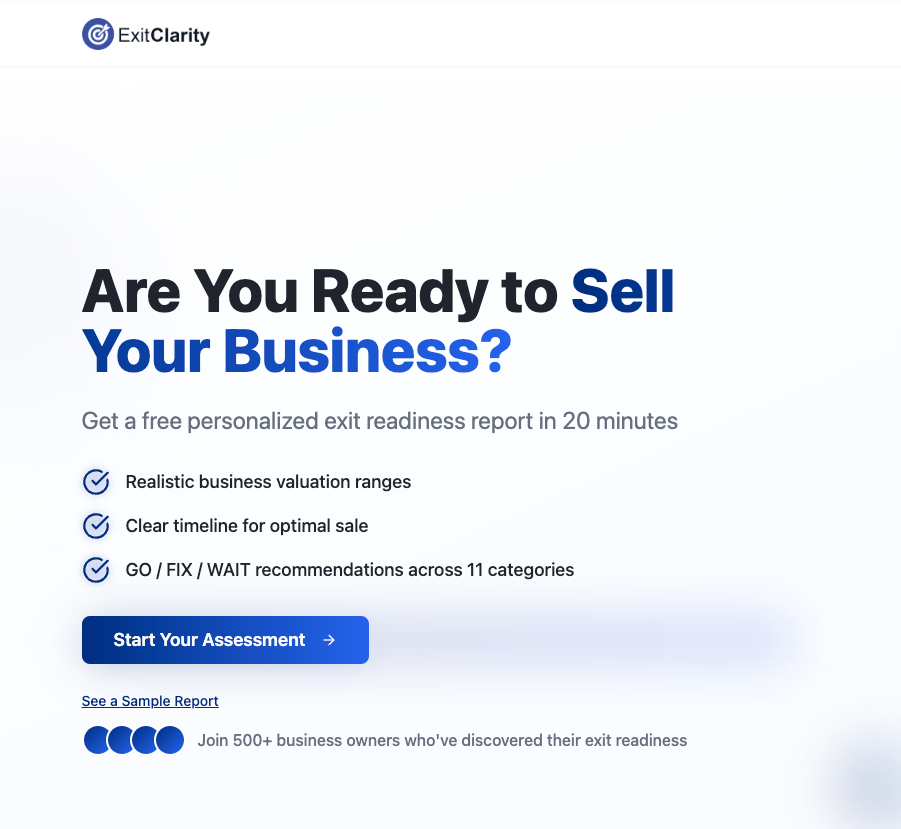 ExitClarity
Are You Ready to Sell
Your Business?
Get a free personalized exit readiness report in 20 minutes
Realistic business valuation ranges
Clear timeline for optimal sale
GO / FIX / WAIT recommendations across 11 categories
Start Your Assessment →
See a Sample Report
Join 500+ business owners who've discovered their exit readiness